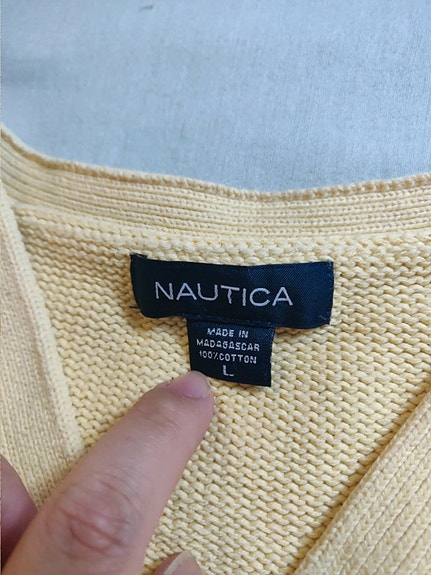 NAUTICA
MADE IN
MADAGASCAR
100% COTTON
L